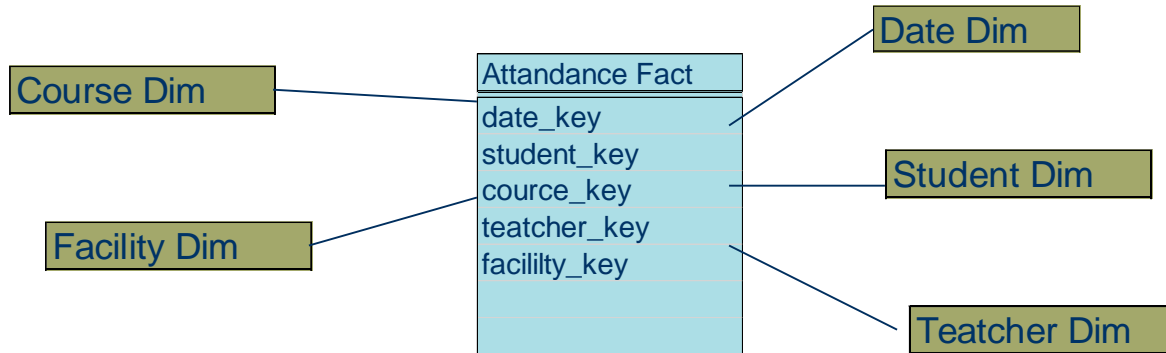 Date Dim
Attandance Fact
Course Dim
date_key
student_key
cource_key
Student Dim
teatcher_key
Facility Dim
facililty_key
Teatcher Dim